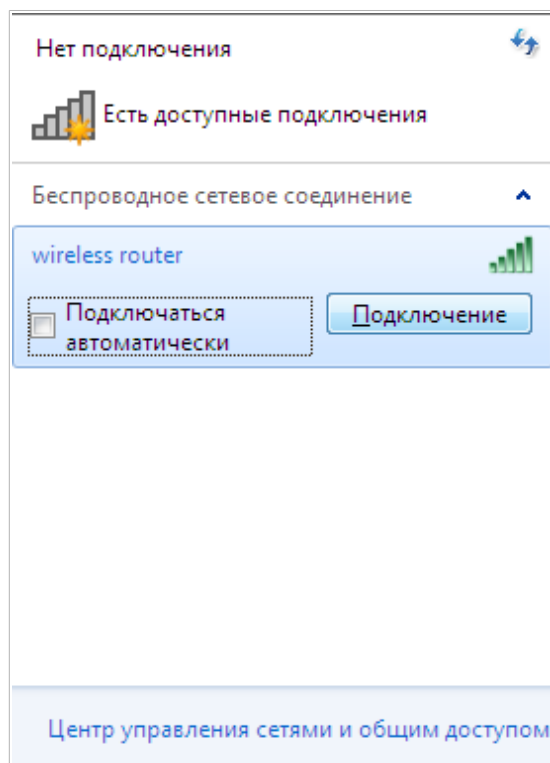 Нет подключения
Есть доступные подключения
Беспроводное сетевое соединение
wireless router
Подключаться
автоматически
Подключение
Центр управления сетями и общим доступом